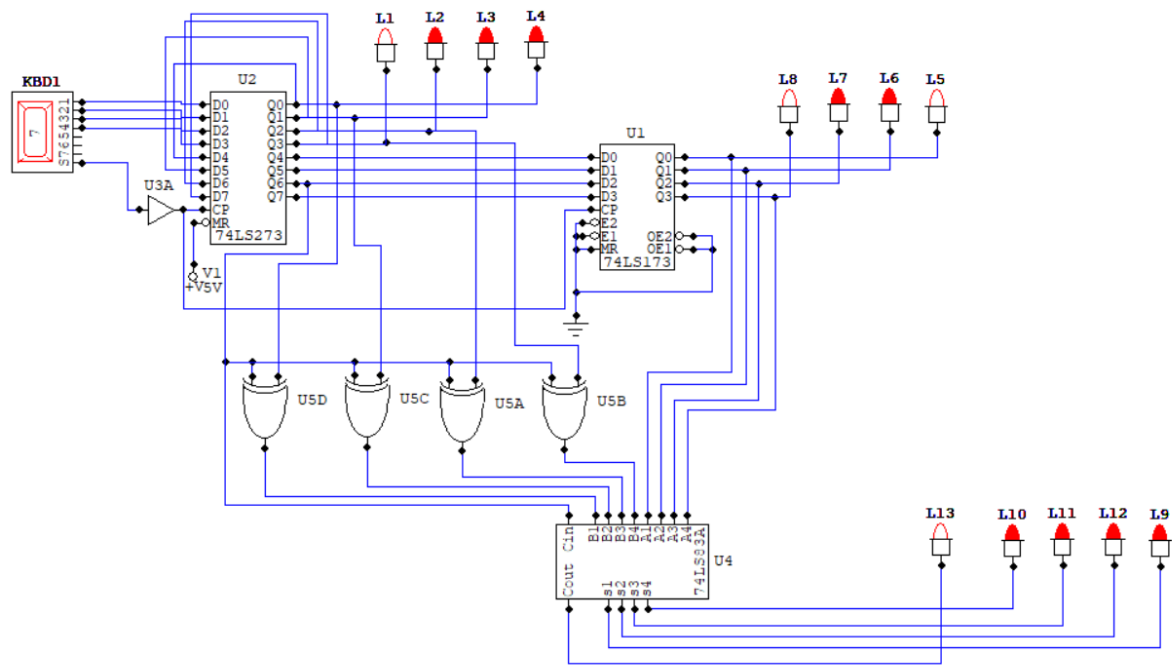 L1 L2 L3 L4
KBD1
7
S7654321
U2
D0 Q0
D1 Q1
D2 Q2
D3 Q3
D4 Q4
D5 Q5
D6 Q6
D7 Q7
CP
MR
74LS273
U3A
V1
+V5V
L8 L7 L6 L5
U1
D0 Q0
D1 Q1
D2 Q2
D3 Q3
CP
E2
E1 OE2
MR OE1
74LS173
U5D U5C U5A U5B
Cin B1 B2 B3 B4 A1 A2 A3 A4
Cout s1 s2 s3 s4
74LS83A
U4
L13 L10 L11 L12 L9